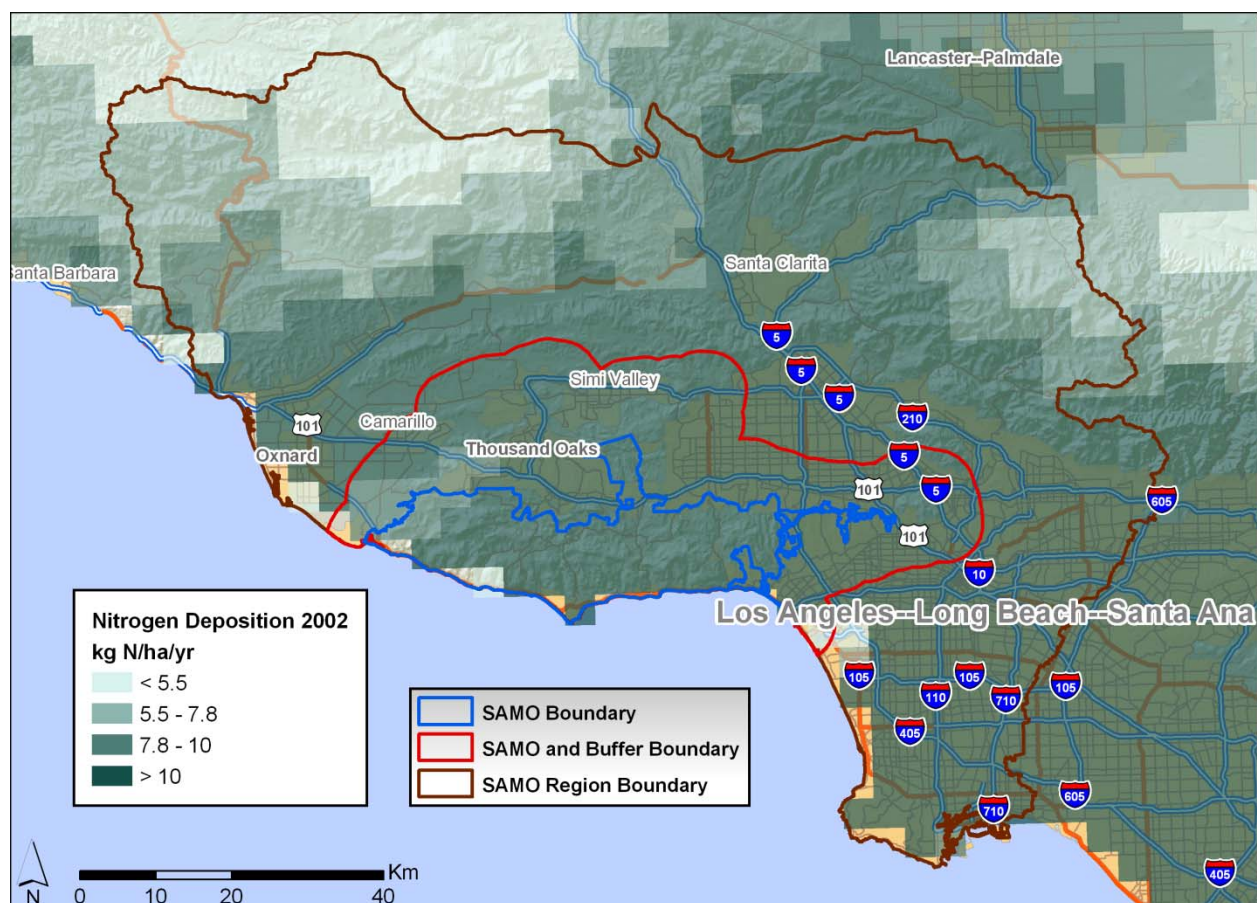 Lancaster--Palmdale
Santa Barbara
Santa Clarita
5
5
Simi Valley
5
210
Camarillo
101
Thousand Oaks
Oxnard
5
101
5
605
101
10
Los Angeles--Long Beach--Santa Ana
105
105
105
110
710
405
605
710
405
Nitrogen Deposition 2002
kg N/ha/yr
< 5.5
5.5 - 7.8
7.8 - 10
> 10
SAMO Boundary
SAMO and Buffer Boundary
SAMO Region Boundary
N
Km
0 10 20 40